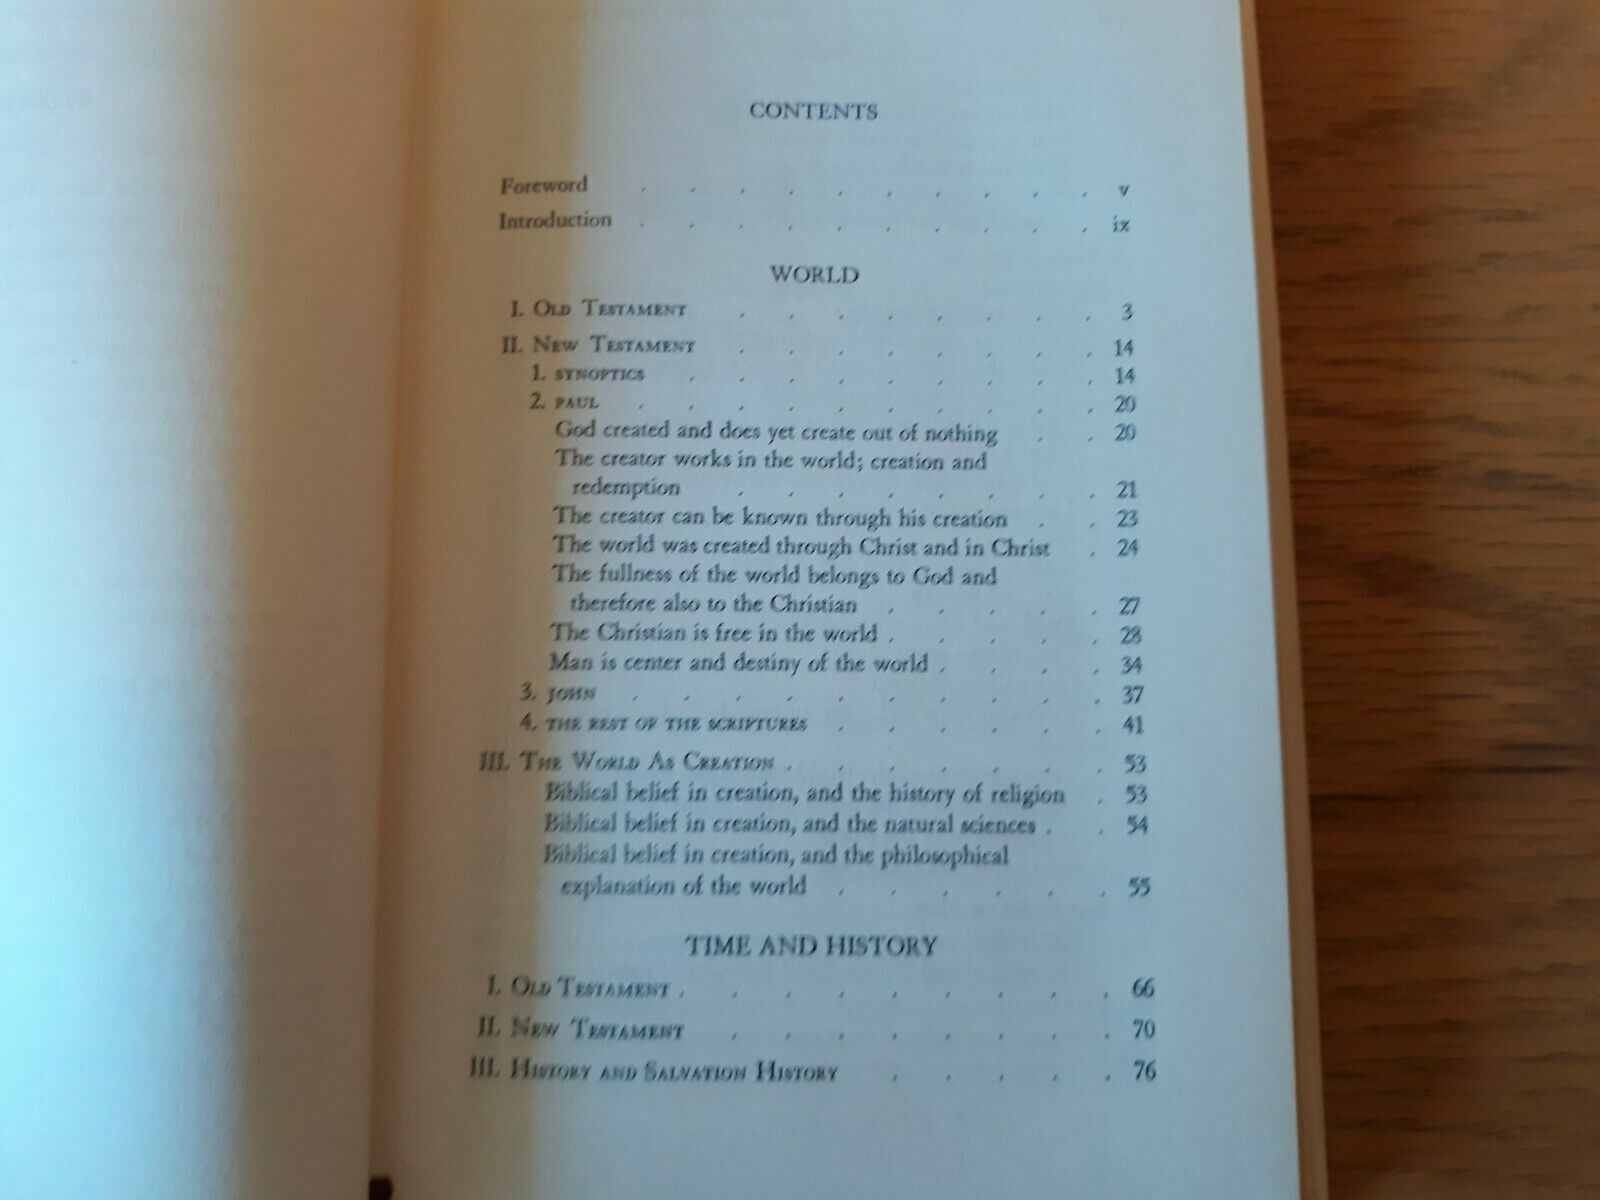 CONTENTS
Foreword . . . . . . . . . . v
Introduction . . . . . . . . . . ix
WORLD
I. Old Testament . . . . . . . . 3
II. New Testament . . . . . . . . 14
1. SYNOPTICS . . . . . . . . . 14
2. PAUL . . . . . . . . . . 20
God created and does yet create out of nothing . . 20
The creator works in the world; creation and
redemption . . . . . . . . 21
The creator can be known through his creation . . 23
The world was created through Christ and in Christ . 24
The fullness of the world belongs to God and
therefore also to the Christian . . . . . 27
The Christian is free in the world . . . . . 28
Man is center and destiny of the world . . . . 34
3. JOHN . . . . . . . . . . 37
4. THE REST OF THE SCRIPTURES . . . . . . 41
III. The World As Creation . . . . . . . 53
Biblical belief in creation, and the history of religion . 53
Biblical belief in creation, and the natural sciences . . 54
Biblical belief in creation, and the philosophical
explanation of the world . . . . . . 55
TIME AND HISTORY
I. Old Testament . . . . . . . . . 66
II. New Testament . . . . . . . . 70
III. History and Salvation History . . . . . 76